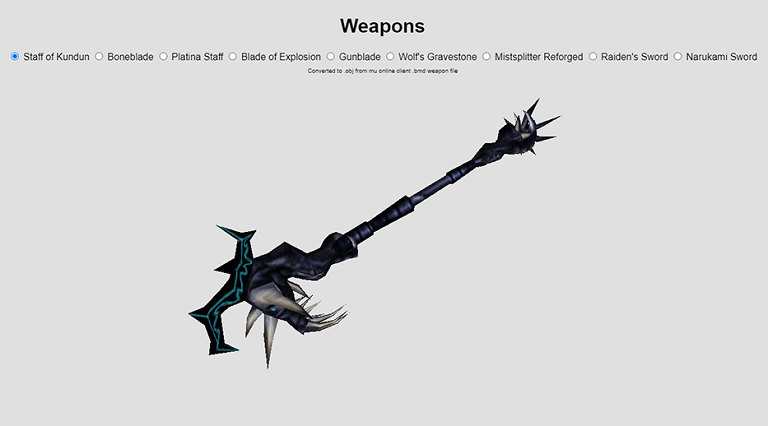 Weapons
Staff of Kundun Boneblade Platina Staff Blade of Explosion Gunblade Wolf's Gravestone Mistsplitter Reforged Raiden's Sword Narukami Sword
Converted to .obj from mu online client .bmd weapon file